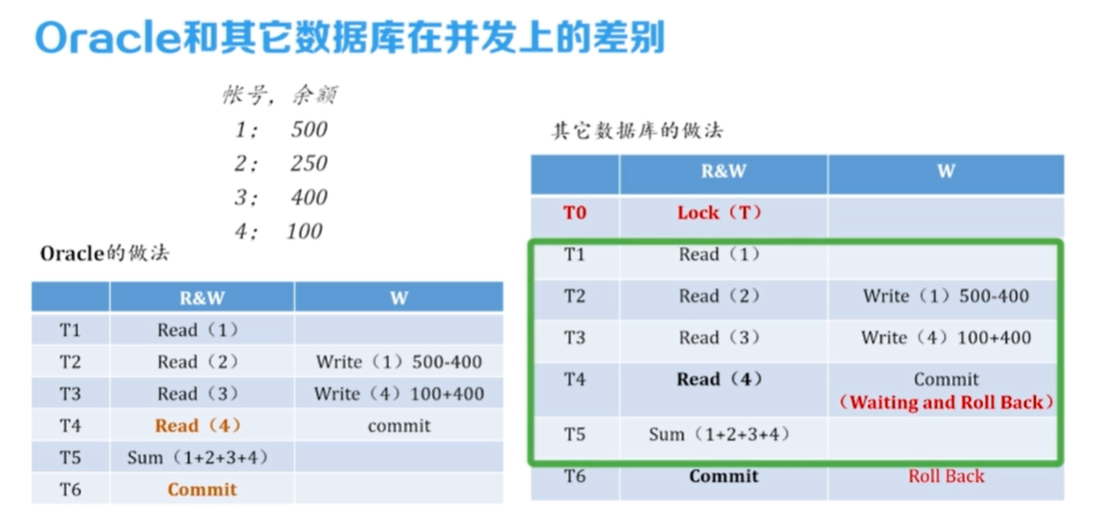 Oracle和其它数据库在并发上的差别
帐号，余额
1； 500
2； 250
3； 400
4； 100
Oracle的做法
R&W W
T1 Read（1）
T2 Read（2） Write（1）500-400
T3 Read（3） Write（4）100+400
T4 Read（4） commit
T5 Sum（1+2+3+4）
T6 Commit
其它数据库的做法
R&W W
T0 Lock（T）
T1 Read（1）
T2 Read（2） Write（1）500-400
T3 Read（3） Write（4）100+400
T4 Read（4） Commit
（Waiting and Roll Back）
T5 Sum（1+2+3+4）
T6 Commit Roll Back